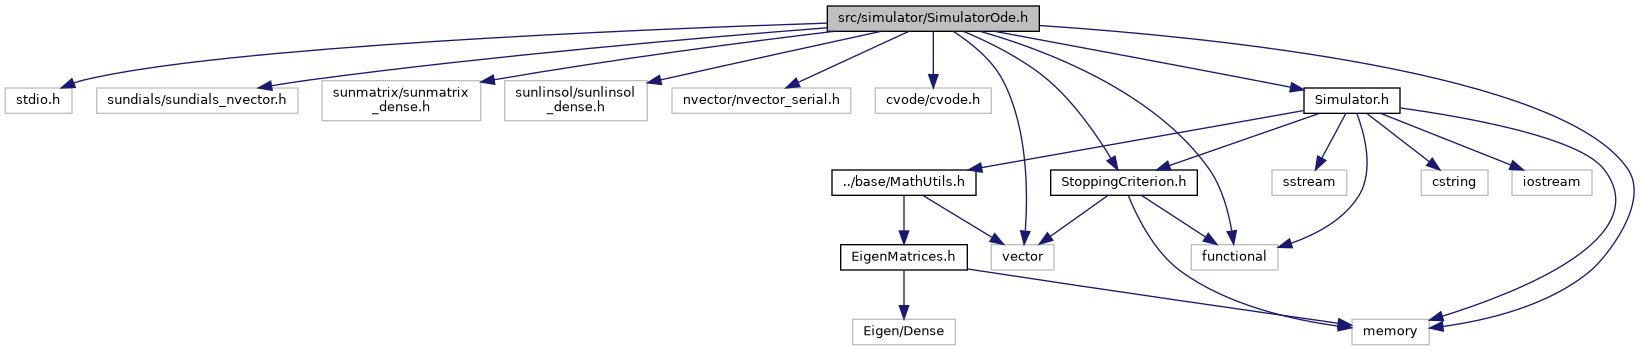 src/simulator/SimulatorOde.h
stdio.h
sundials/sundials_nvector.h
sunmatrix/sunmatrix
_dense.h
sunlinsol/sunlinsol
_dense.h
nvector/nvector_serial.h
cvode/cvode.h
Simulator.h
../base/MathUtils.h
StoppingCriterion.h
sstream
cstring
iostream
EigenMatrices.h
vector
functional
Eigen/Dense
memory